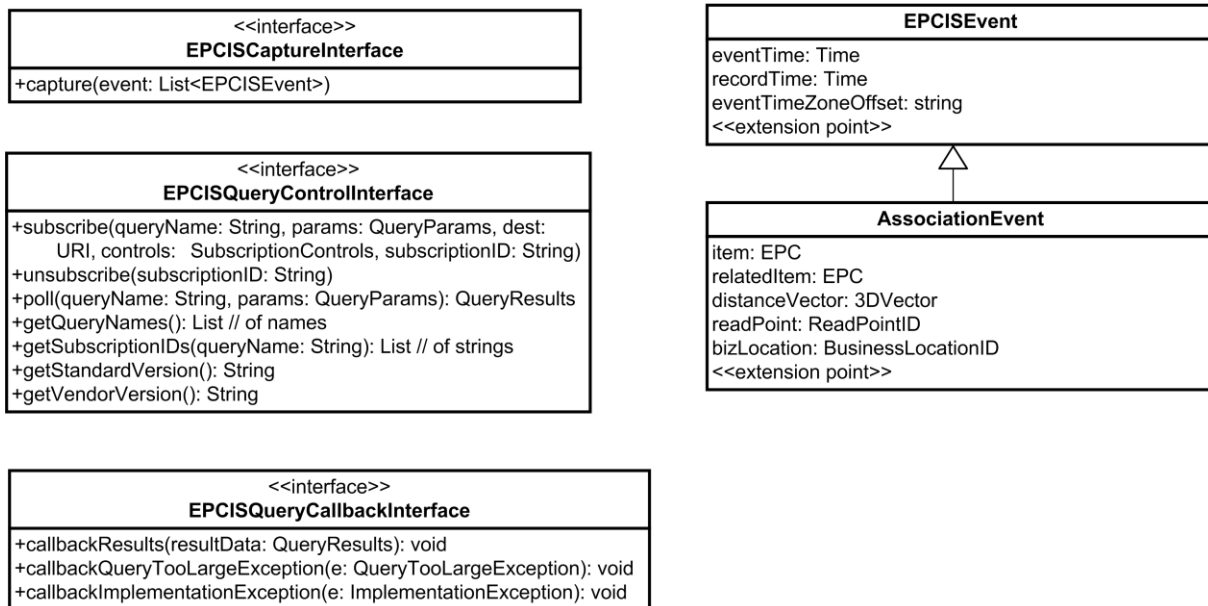 <<interface>>
EPCISCaptureInterface
+capture(event: List<EPCISEvent>)
<<interface>>
EPCISQueryControlInterface
+subscribe(queryName: String, params: QueryParams, dest:
URI, controls: SubscriptionControls, subscriptionID: String)
+unsubscribe(subscriptionID: String)
+poll(queryName: String, params: QueryParams): QueryResults
+getQueryNames(): List // of names
+getSubscriptionIDs(queryName: String): List // of strings
+getStandardVersion(): String
+getVendorVersion(): String
<<interface>>
EPCISQueryCallbackInterface
+callbackResults(resultData: QueryResults): void
+callbackQueryTooLargeException(e: QueryTooLargeException): void
+callbackImplementationException(e: ImplementationException): void
EPCISEvent
eventTime: Time
recordTime: Time
eventTimeZoneOffset: string
<<extension point>>
AssociationEvent
item: EPC
relatedItem: EPC
distanceVector: 3DVector
readPoint: ReadPointID
bizLocation: BusinessLocationID
<<extension point>>